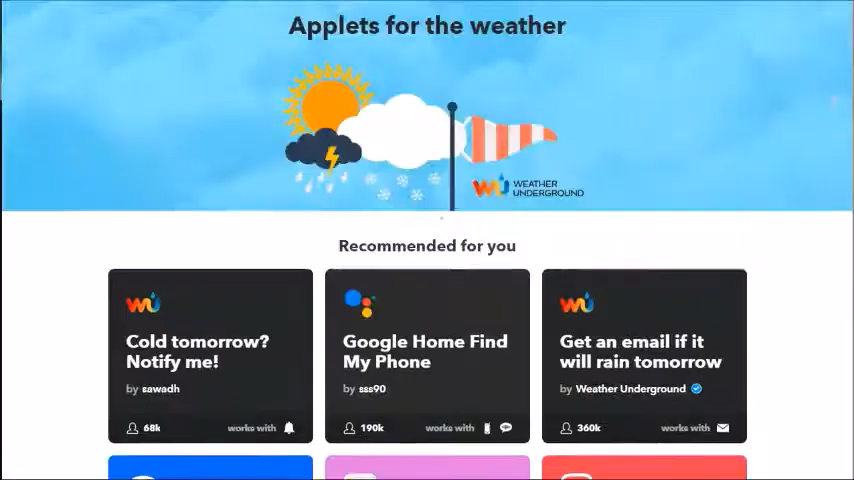 Applets for the weather
WEATHER
UNDERGROUND
Recommended for you
Cold tomorrow?
Notify me!
by sawadh
68k works with
Google Home Find
My Phone
by sss90
190k works with
Get an email if it
will rain tomorrow
by Weather Underground
360k works with